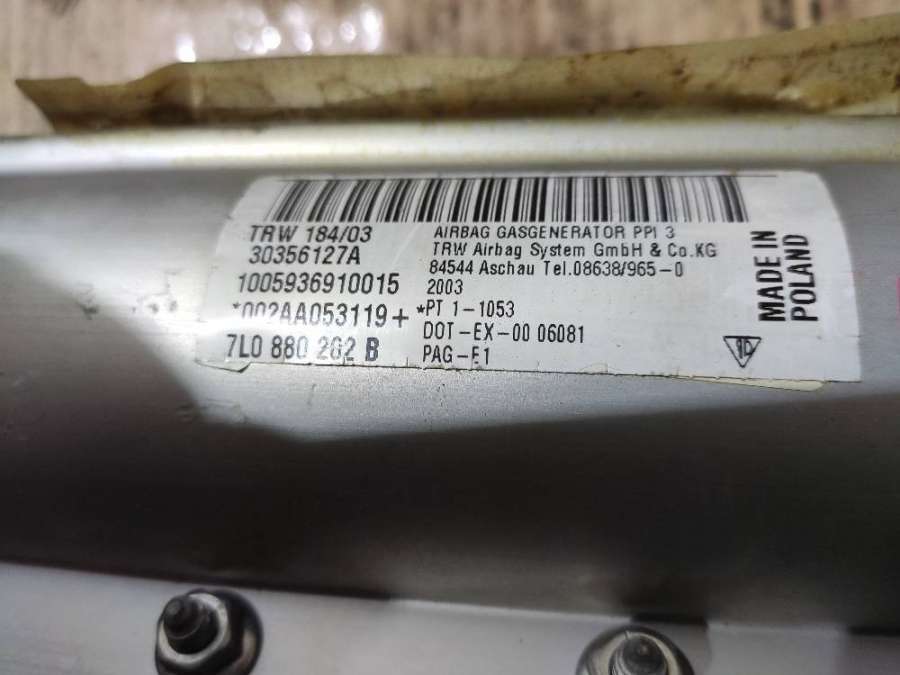 TRW 184/03
30356127A
1005936910015
*002AA053119+
7L0 880 202 B
AIRBAG GASGENERATOR PPI 3
TRW Airbag System GmbH & Co.KG
84544 Aschau Tel.08638/965-0
2003
*PT 1-1053
DOT-EX-00 06081
PAG-E1
MADE IN
POLAND